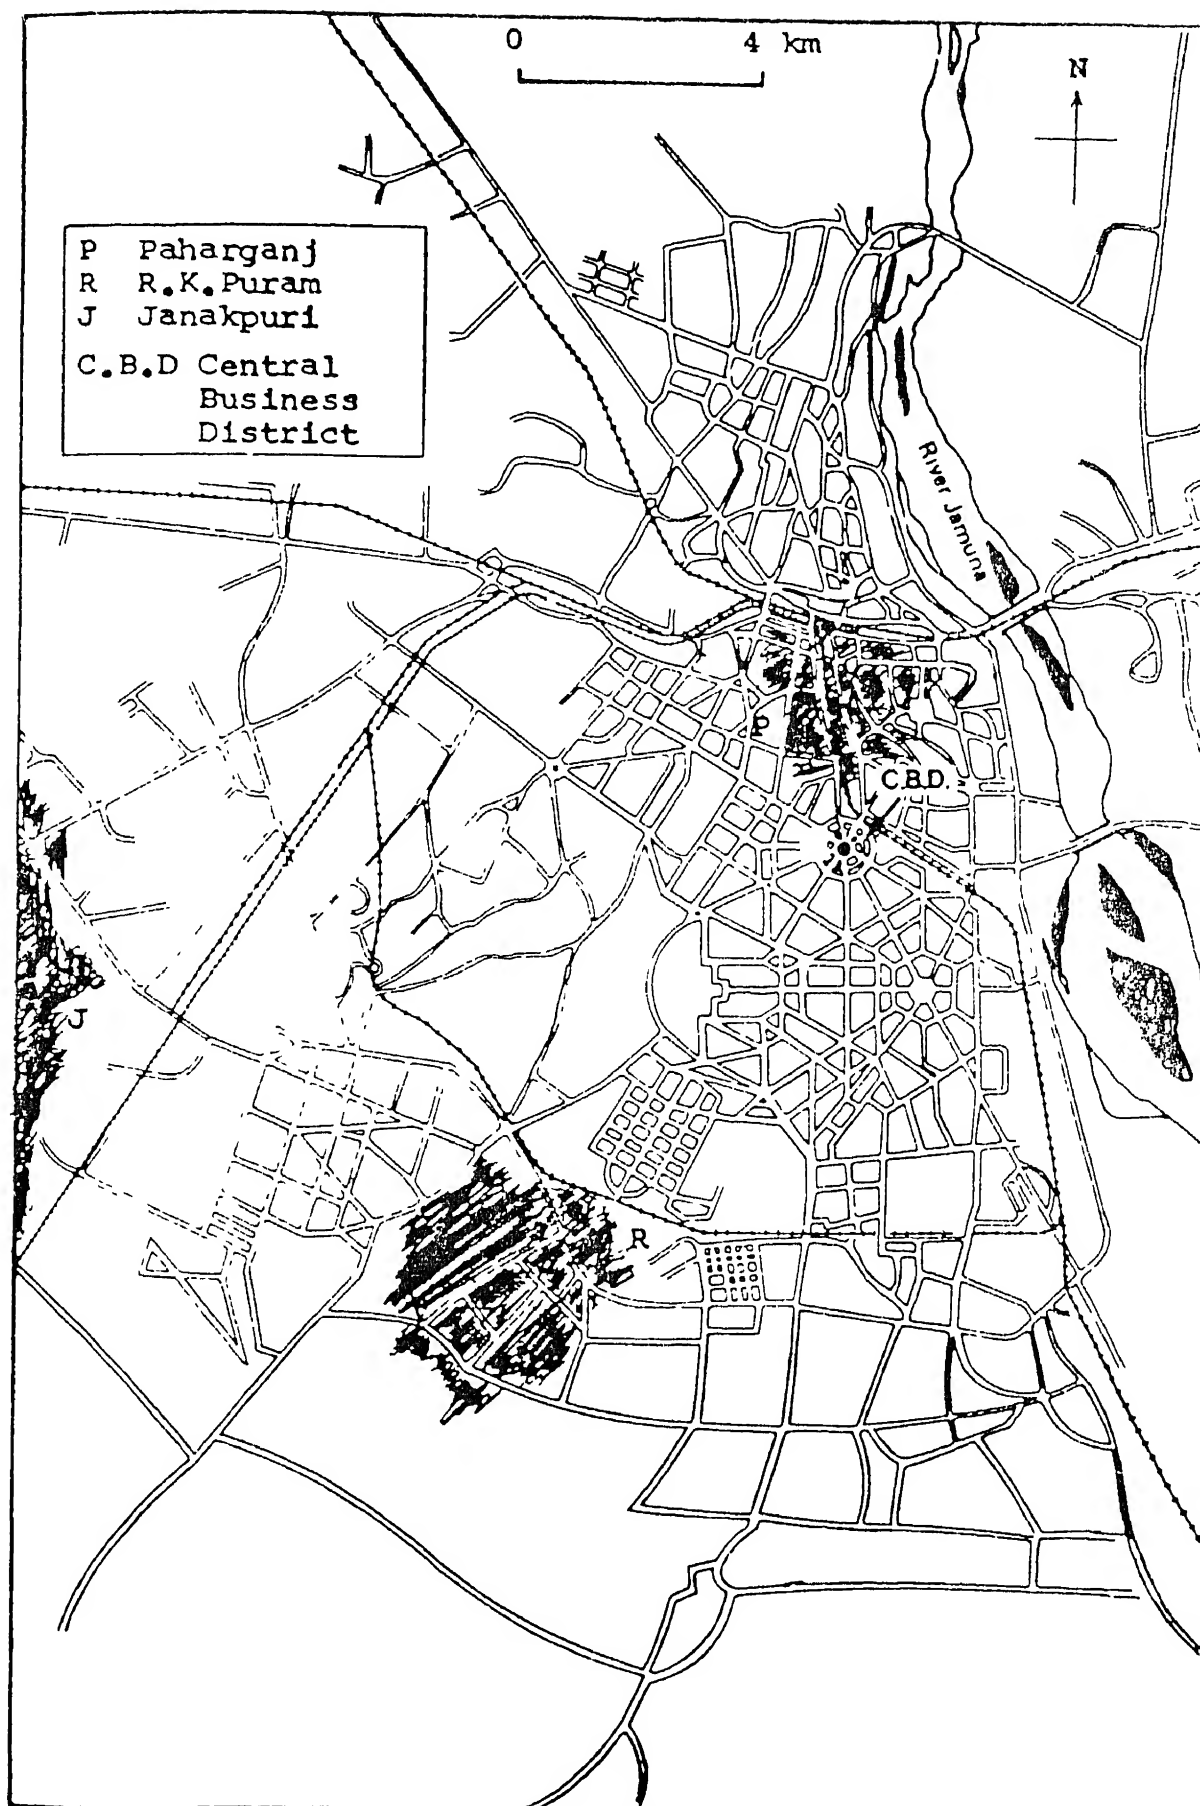 0 4 km
N
P Paharganj
R R.K.Puram
J Janakpuri
C.B.D Central
Business
District
River Jamuna
P
C.B.D.
J
R